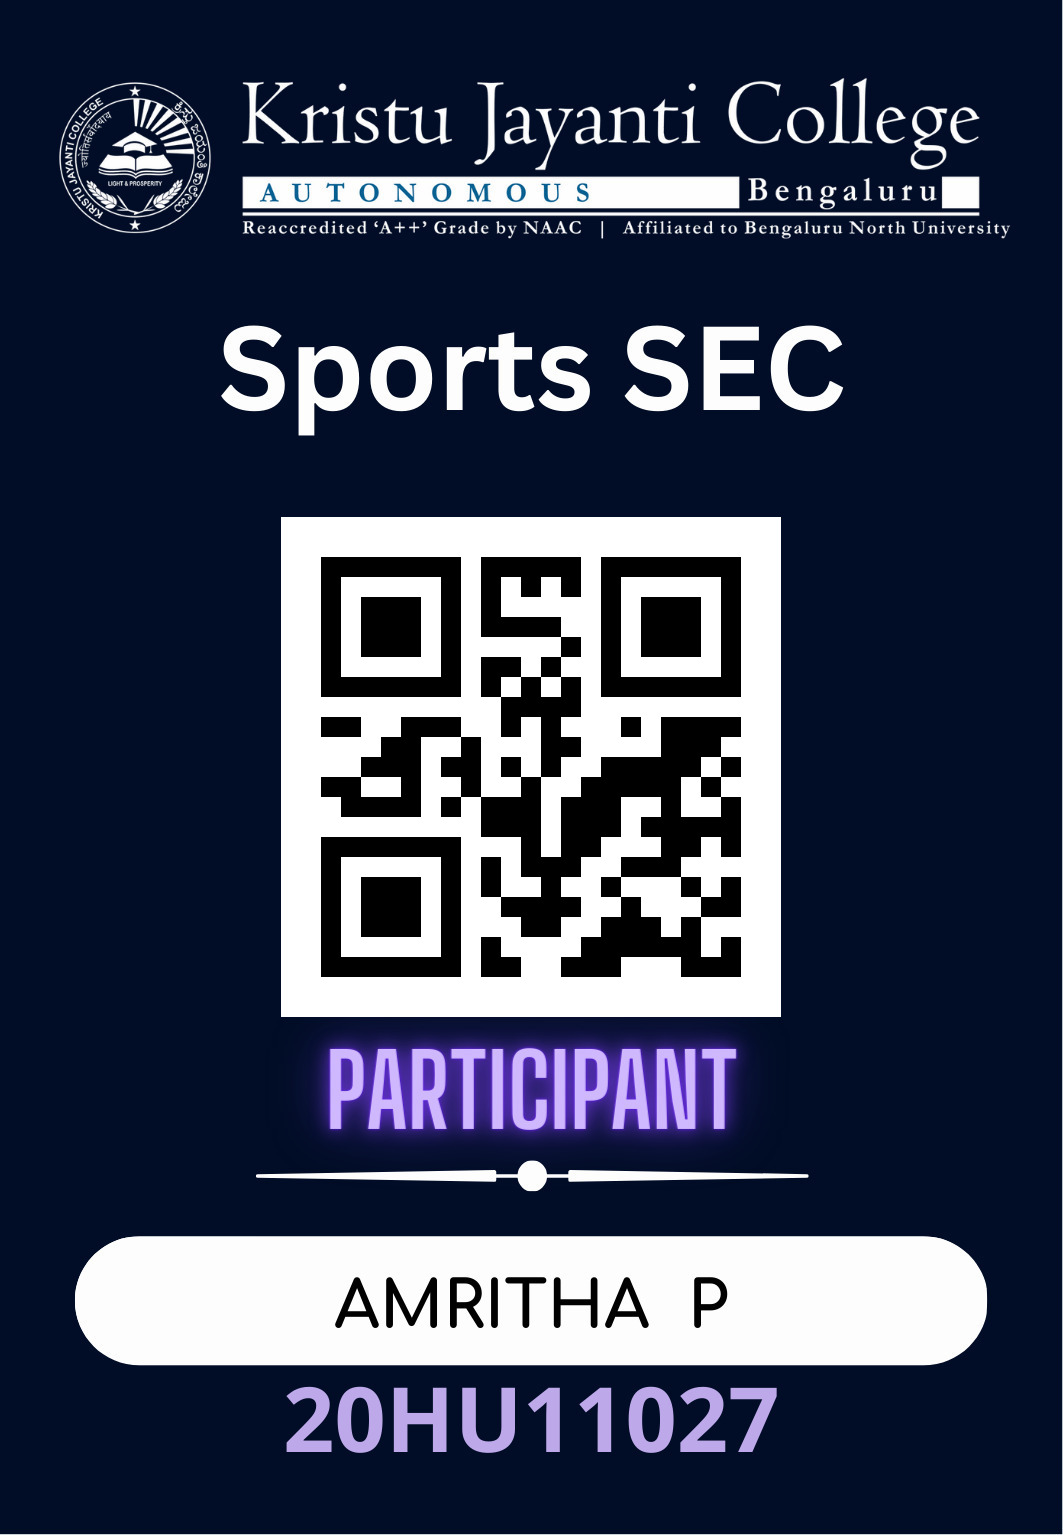 KRISTU JAYANTI COLLEGE
ಕ್ರಿಸ್ತು ಜಯಂತಿ ಕಾಲೇಜು
LIGHT & PROSPERITY
Kristu Jayanti College
AUTONOMOUS Bengaluru
Reaccredited ‘A++’ Grade by NAAC | Affiliated to Bengaluru North University
Sports SEC
PARTICIPANT
AMRITHA P
20HU11027